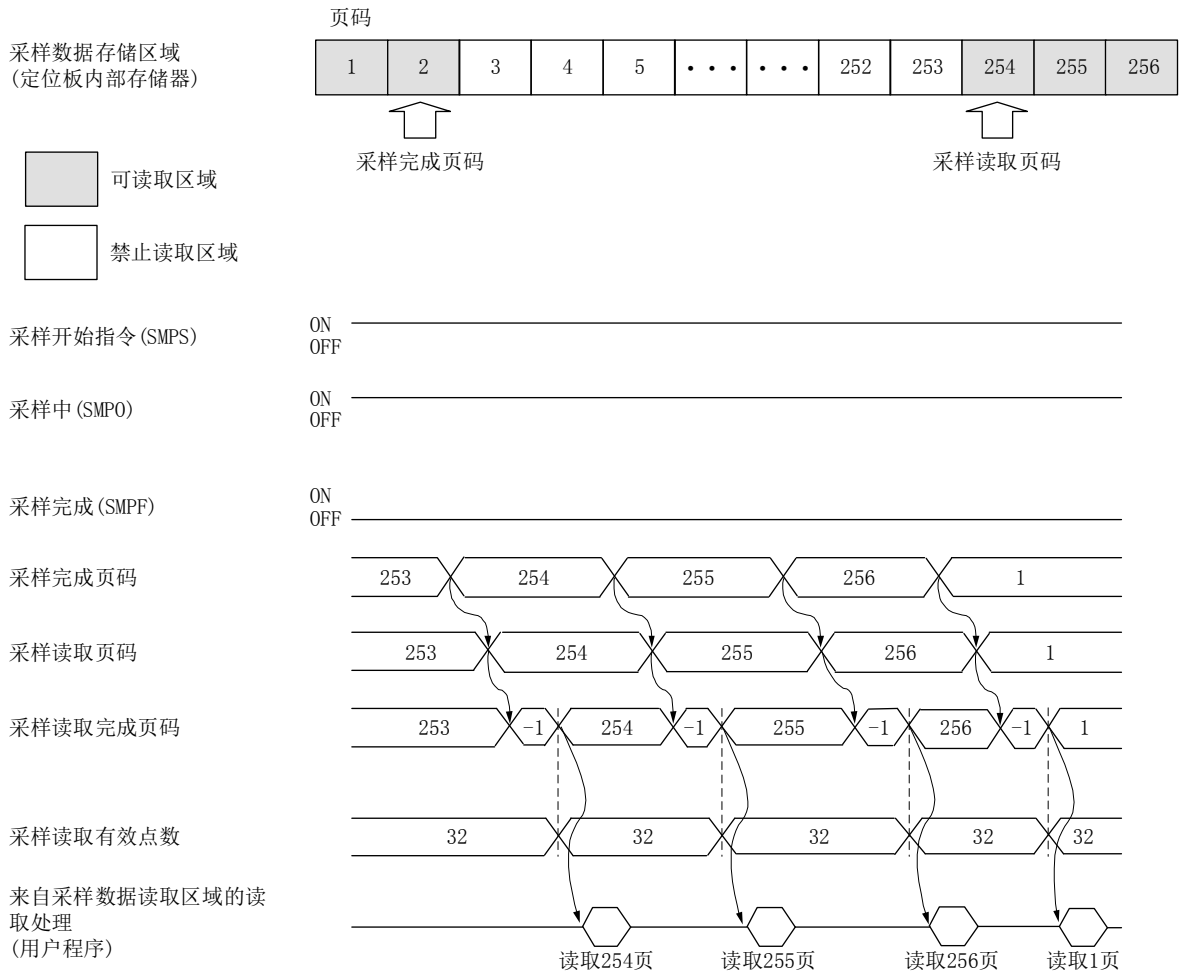 页码
采样数据存储区域
(定位板内部存储器)
1 2 3 4 5 ・・・ ・・・ 252 253 254 255 256
采样完成页码 采样读取页码
可读取区域
禁止读取区域
采样开始指令(SMPS) ON
OFF
采样中(SMPO) ON
OFF
采样完成(SMPF) ON
OFF
采样完成页码 253 254 255 256 1
采样读取页码 253 254 255 256 1
采样读取完成页码 253 -1 254 -1 255 -1 256 -1 1
采样读取有效点数 32 32 32 32 32
来自采样数据读取区域的读
取处理
(用户程序)
读取254页 读取255页 读取256页 读取1页